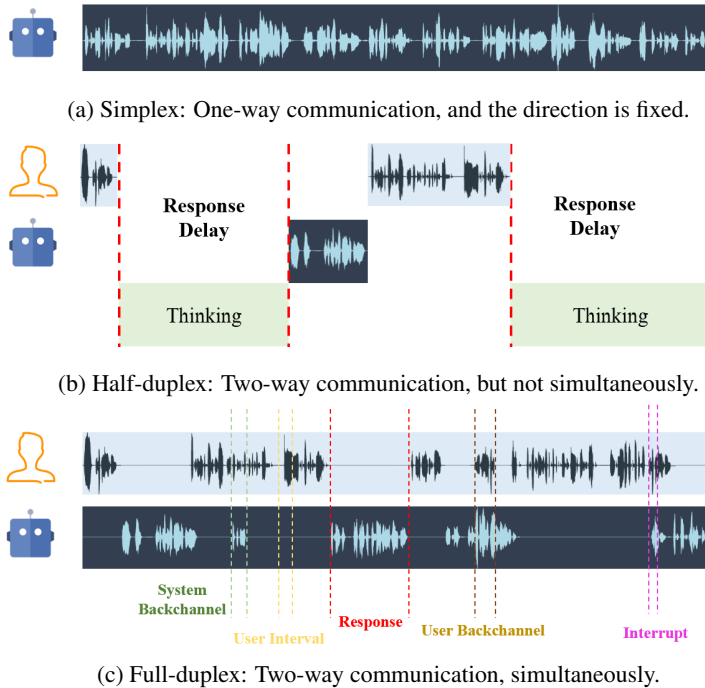 (a) Simplex: One-way communication, and the direction is fixed.
Response
Delay
Response
Delay
Thinking
Thinking
(b) Half-duplex: Two-way communication, but not simultaneously.
System
Backchannel
User Interval
Response
User Backchannel
Interrupt
(c) Full-duplex: Two-way communication, simultaneously.